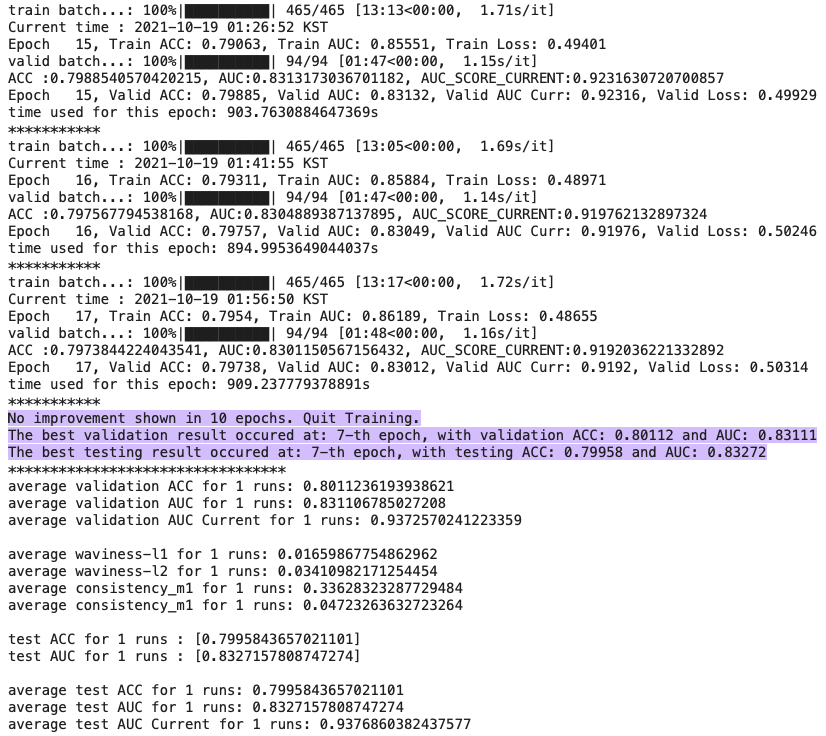 train batch...: 100%|██████████| 465/465 [13:13<00:00,  1.71s/it]
Current time : 2021-10-19 01:26:52 KST
Epoch   15, Train ACC: 0.79063, Train AUC: 0.85551, Train Loss: 0.49401
valid batch...: 100%|██████████| 94/94 [01:47<00:00,  1.15s/it]
ACC :0.7988540570420215, AUC:0.8313173036701182, AUC_SCORE_CURRENT:0.9231630720700857
Epoch   15, Valid ACC: 0.79885, Valid AUC: 0.83132, Valid AUC Curr: 0.92316, Valid Loss: 0.49929
time used for this epoch: 903.7630884647369s
***********
train batch...: 100%|██████████| 465/465 [13:05<00:00,  1.69s/it]
Current time : 2021-10-19 01:41:55 KST
Epoch   16, Train ACC: 0.79311, Train AUC: 0.85884, Train Loss: 0.48971
valid batch...: 100%|██████████| 94/94 [01:47<00:00,  1.14s/it]
ACC :0.797567794538168, AUC:0.8304889387137895, AUC_SCORE_CURRENT:0.919762132897324
Epoch   16, Valid ACC: 0.79757, Valid AUC: 0.83049, Valid AUC Curr: 0.91976, Valid Loss: 0.50246
time used for this epoch: 894.9953649044037s
***********
train batch...: 100%|██████████| 465/465 [13:17<00:00,  1.72s/it]
Current time : 2021-10-19 01:56:50 KST
Epoch   17, Train ACC: 0.7954, Train AUC: 0.86189, Train Loss: 0.48655
valid batch...: 100%|██████████| 94/94 [01:48<00:00,  1.16s/it]
ACC :0.7973844224043541, AUC:0.8301150567156432, AUC_SCORE_CURRENT:0.9192036221332892
Epoch   17, Valid ACC: 0.79738, Valid AUC: 0.83012, Valid AUC Curr: 0.9192, Valid Loss: 0.50314
time used for this epoch: 909.237779378891s
***********
No improvement shown in 10 epochs. Quit Training.
The best validation result occured at: 7-th epoch, with validation ACC: 0.80112 and AUC: 0.83111
The best testing result occured at: 7-th epoch, with testing ACC: 0.79958 and AUC: 0.83272
*********************************
average validation ACC for 1 runs: 0.8011236193938621
average validation AUC for 1 runs: 0.831106785027208
average validation AUC Current for 1 runs: 0.9372570241223359
average waviness-l1 for 1 runs: 0.01659867754862962
average waviness-l2 for 1 runs: 0.03410982171254454
average consistency_m1 for 1 runs: 0.33628323287729484
average consistency_m1 for 1 runs: 0.04723263632723264
test ACC for 1 runs : [0.7995843657021101]
test AUC for 1 runs : [0.8327157808747274]
average test ACC for 1 runs: 0.7995843657021101
average test AUC for 1 runs: 0.8327157808747274
average test AUC Current for 1 runs: 0.9376860382437577